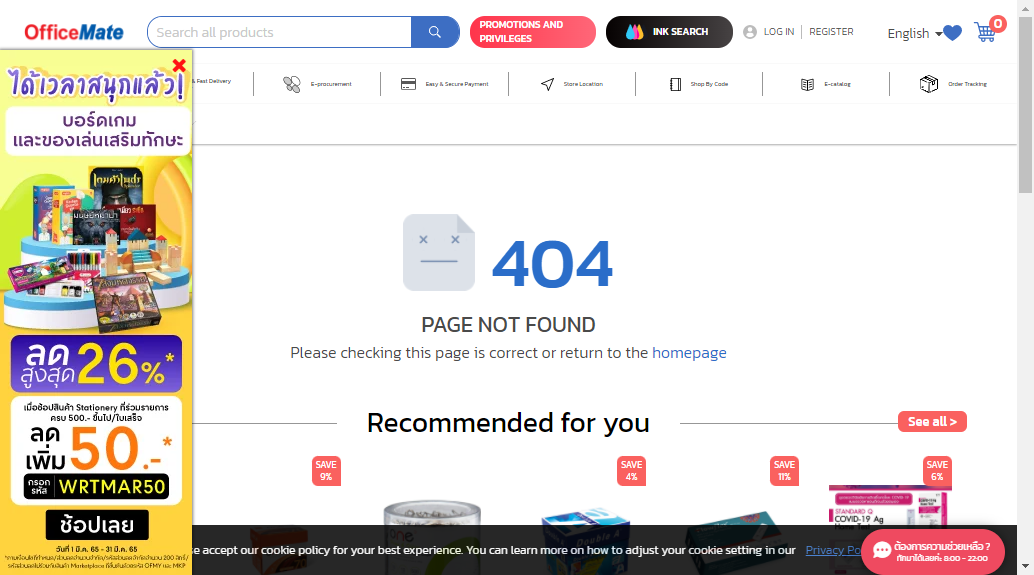 OfficeMate
Search all products
PROMOTIONS AND
PRIVILEGES
INK SEARCH
LOG IN
REGISTER
English
0
& Fast Delivery
E-procurement
Easy & Secure Payment
Store Location
Shop By Code
E-catalog
Order Tracking
ได้เวลาสนุกแล้ว!
บอร์ดเกม
และของเล่นเสริมทักษะ
ลด
สูงสุด 26%*
เมื่อช้อปสินค้า Stationery ที่ร่วมรายการ
ครบ 500.- ขึ้นไป/ใบเสร็จ
ลด
เพิ่ม 50.-*
กรอก
รหัส WRTMAR50
ช้อปเลย
วันที่ 1 มี.ค. 65 - 31 มี.ค. 65
404
PAGE NOT FOUND
Please checking this page is correct or return to the homepage
Recommended for you
See all >
SAVE
9%
SAVE
4%
SAVE
11%
SAVE
6%
Double A
STANDARD Q
COVID-19 Ag
Home Test
se accept our cookie policy for your best experience. You can learn more on how to adjust your cookie setting in our Privacy Po
ต้องการความช่วยเหลือ ?
ทักมาได้เลยค่ะ 8:00 - 22:00